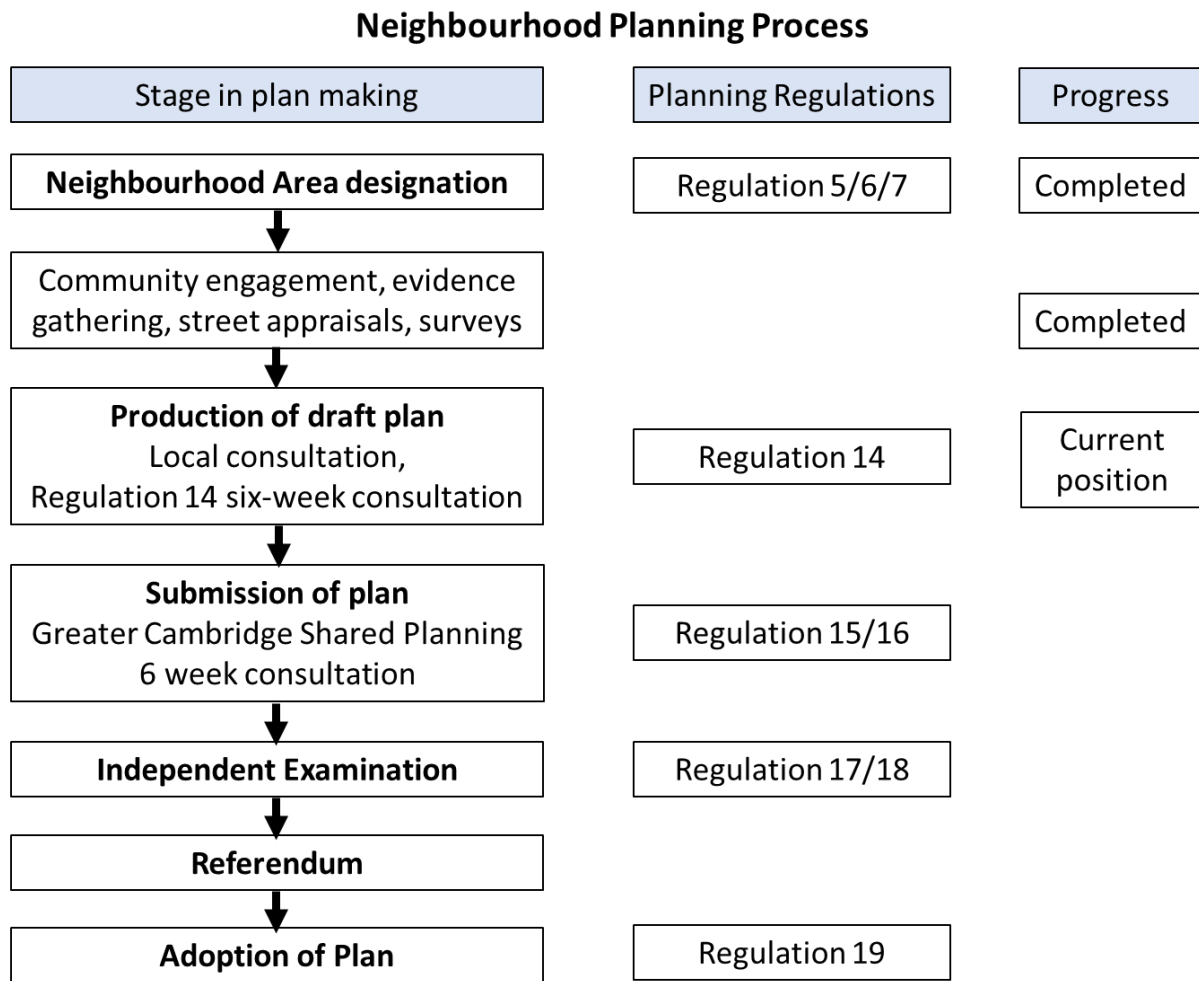 Neighbourhood Planning Process
Stage in plan making
Planning Regulations
Progress
Neighbourhood Area designation
Regulation 5/6/7
Completed
Community engagement, evidence
gathering, street appraisals, surveys
Completed
Production of draft plan
Local consultation,
Regulation 14 six-week consultation
Regulation 14
Current
position
Submission of plan
Greater Cambridge Shared Planning
6 week consultation
Regulation 15/16
Independent Examination
Regulation 17/18
Referendum
Adoption of Plan
Regulation 19